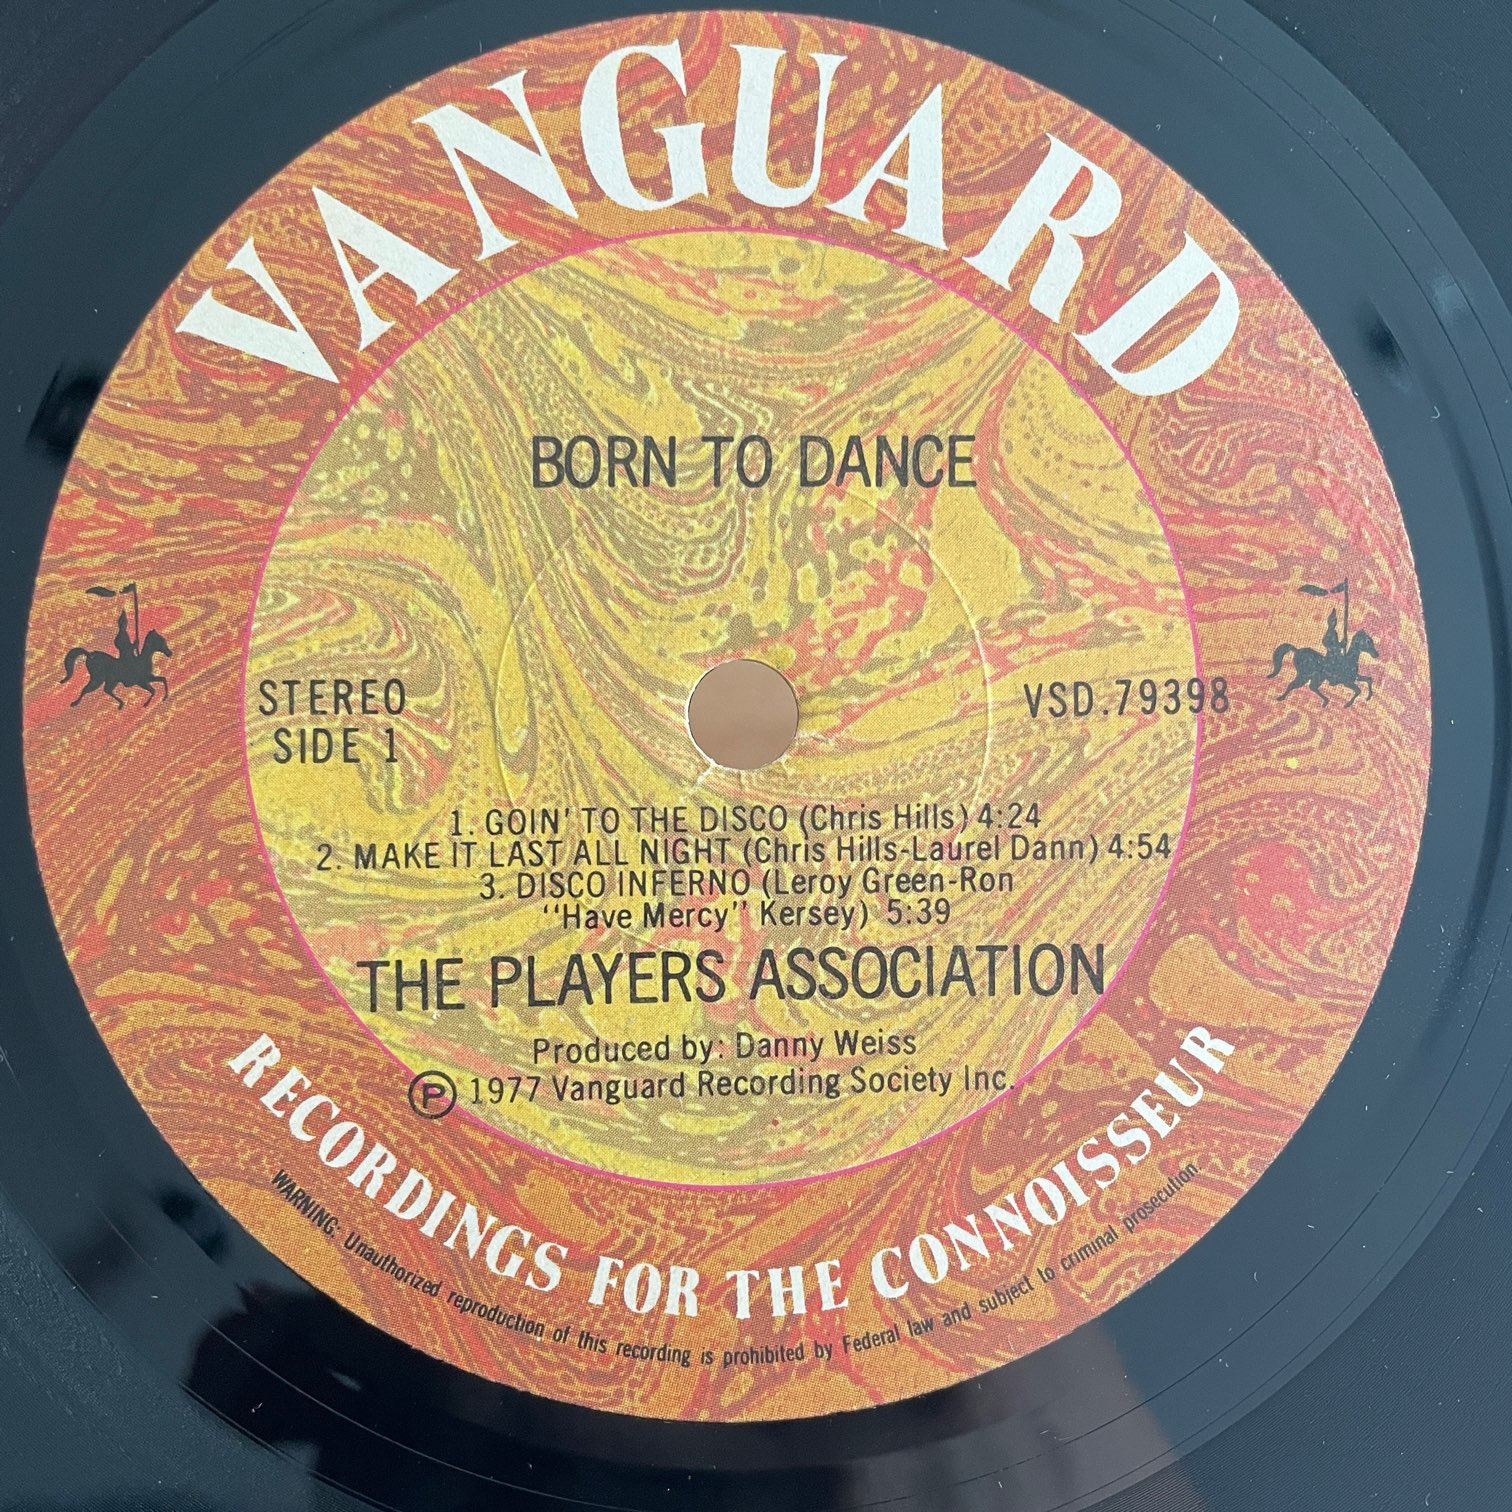 VANGUARD
BORN TO DANCE
STEREO
SIDE 1
VSD.79398
1. GOIN' TO THE DISCO (Chris Hills) 4:24
2. MAKE IT LAST ALL NIGHT (Chris Hills-Laurel Dann) 4:54
3. DISCO INFERNO (Leroy Green-Ron
"Have Mercy" Kersey) 5:39
THE PLAYERS ASSOCIATION
Produced by: Danny Weiss
Ⓟ 1977 Vanguard Recording Society Inc.
RECORDINGS FOR THE CONNOISSEUR
WARNING: Unauthorized reproduction of this recording is prohibited by Federal law and subject to criminal prosecution